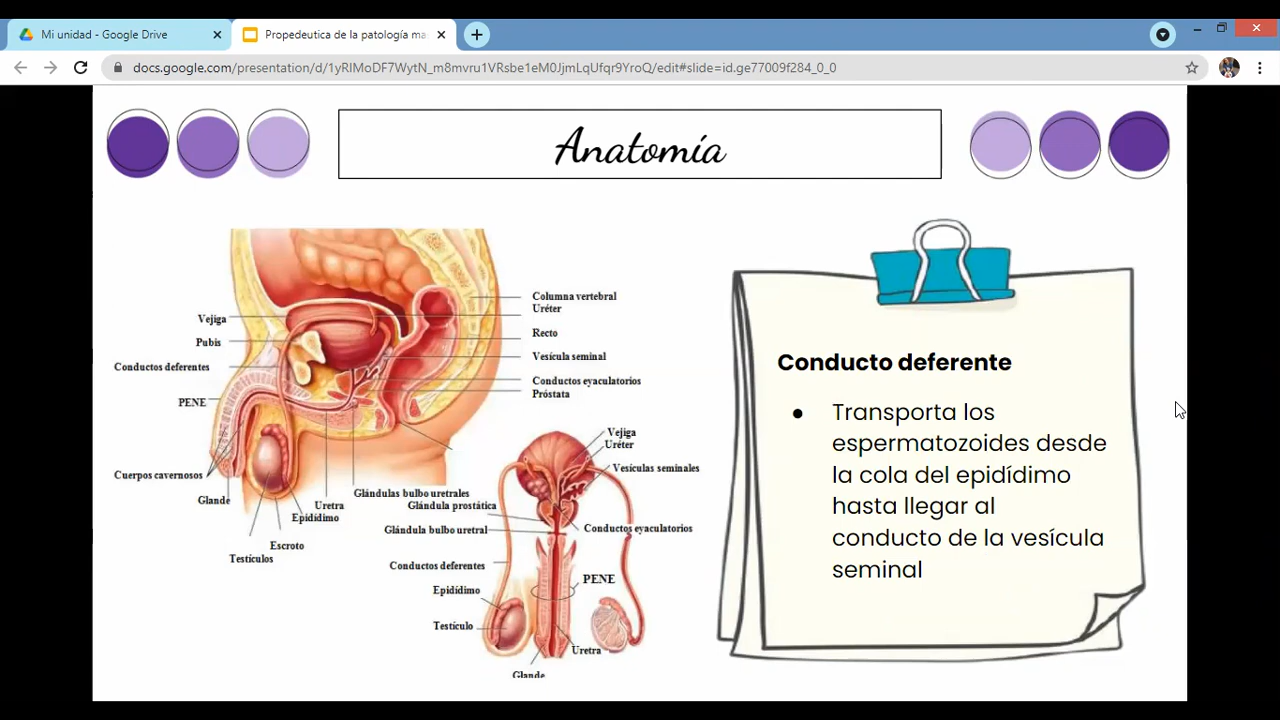 Mi unidad - Google Drive
Propedeutica de la patología ma
docs.google.com/presentation/d/1yRIMoDF7WytN_m8mvru1VRsbe1eM0JjmLqUfqr9YroQ/edit#slide=id.ge77009f284_0_0
Anatomía
Columna vertebral
Uréter
Recto
Vesícula seminal
Conductos eyaculatorios
Próstata
Vejiga
Pubis
Conductos deferentes
PENE
Cuerpos cavernosos
Glande
Uretra
Epidídimo
Escroto
Testículos
Glándulas bulbo uretrales
Glándula prostática
Glándula bulbo uretral
Conductos deferentes
Epidídimo
Testículo
Glande
Vejiga
Uréter
Vesículas seminales
Conductos eyaculatorios
PENE
Uretra
Conducto deferente
● Transporta los
espermatozoides desde
la cola del epidídimo
hasta llegar al
conducto de la vesícula
seminal